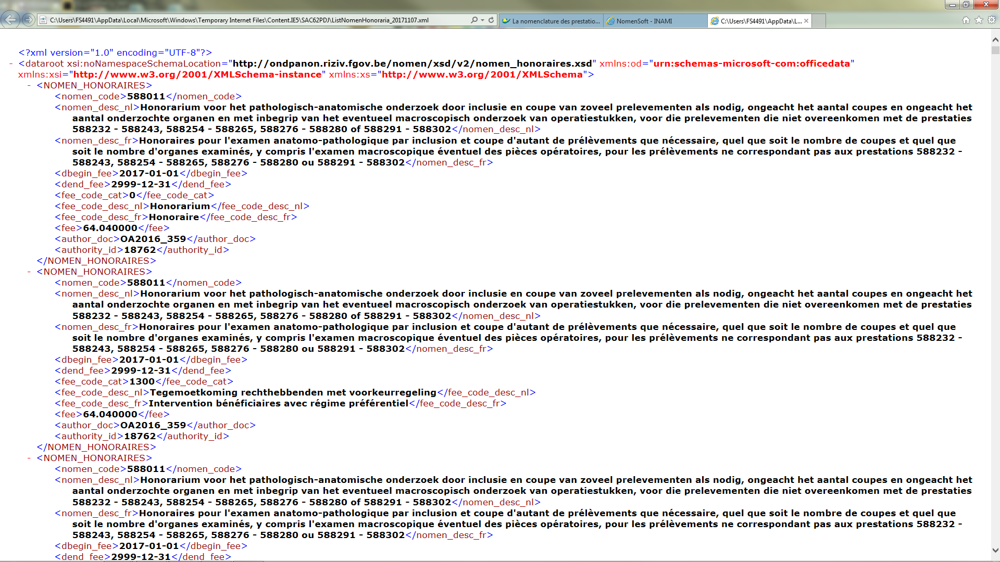 C:\Users\FS4491\AppData\Local\Microsoft\Windows\Temporary Internet Files\Content.IE5\SAC62PDJ\ListNomenHonoraria_20171107.xml
La nomenclature des prestatio...
NomenSoft - INAMI
C:\Users\FS4491\AppData\L...
<?xml version="1.0" encoding="UTF-8"?>
- <dataroot xsi:noNamespaceSchemaLocation="http://ondpanon.riziv.fgov.be/nomen/xsd/v2/nomen_honoraires.xsd" xmlns:od="urn:schemas-microsoft-com:officedata"
xmlns:xsi="http://www.w3.org/2001/XMLSchema-instance" xmlns:xs="http://www.w3.org/2001/XMLSchema">
- <NOMEN_HONORAIRES>
<nomen_code>588011</nomen_code>
<nomen_desc_nl>Honorarium voor het pathologisch-anatomische onderzoek door inclusie en coupe van zoveel prelevementen als nodig, ongeacht het aantal coupes en ongeacht het
aantal onderzochte organen en met inbegrip van het eventueel macroscopisch onderzoek van operatiestukken, voor die prelevementen die niet overeenkomen met de prestaties
588232 - 588243, 588254 - 588265, 588276 - 588280 of 588291 - 588302</nomen_desc_nl>
<nomen_desc_fr>Honoraires pour l'examen anatomo-pathologique par inclusion et coupe d'autant de prélèvements que nécessaire, quel que soit le nombre de coupes et quel que
soit le nombre d'organes examinés, y compris l'examen macroscopique éventuel des pièces opératoires, pour les prélèvements ne correspondant pas aux prestations 588232 -
588243, 588254 - 588265, 588276 - 588280 ou 588291 - 588302</nomen_desc_fr>
<dbegin_fee>2017-01-01</dbegin_fee>
<dend_fee>2999-12-31</dend_fee>
<fee_code_cat>0</fee_code_cat>
<fee_code_desc_nl>Honorarium</fee_code_desc_nl>
<fee_code_desc_fr>Honoraire</fee_code_desc_fr>
<fee>64.040000</fee>
<author_doc>OA2016_359</author_doc>
<authority_id>18762</authority_id>
</NOMEN_HONORAIRES>
- <NOMEN_HONORAIRES>
<nomen_code>588011</nomen_code>
<nomen_desc_nl>Honorarium voor het pathologisch-anatomische onderzoek door inclusie en coupe van zoveel prelevementen als nodig, ongeacht het aantal coupes en ongeacht het
aantal onderzochte organen en met inbegrip van het eventueel macroscopisch onderzoek van operatiestukken, voor die prelevementen die niet overeenkomen met de prestaties
588232 - 588243, 588254 - 588265, 588276 - 588280 of 588291 - 588302</nomen_desc_nl>
<nomen_desc_fr>Honoraires pour l'examen anatomo-pathologique par inclusion et coupe d'autant de prélèvements que nécessaire, quel que soit le nombre de coupes et quel que
soit le nombre d'organes examinés, y compris l'examen macroscopique éventuel des pièces opératoires, pour les prélèvements ne correspondant pas aux prestations 588232 -
588243, 588254 - 588265, 588276 - 588280 ou 588291 - 588302</nomen_desc_fr>
<dbegin_fee>2017-01-01</dbegin_fee>
<dend_fee>2999-12-31</dend_fee>
<fee_code_cat>1300</fee_code_cat>
<fee_code_desc_nl>Tegemoetkoming rechthebbenden met voorkeurregeling</fee_code_desc_nl>
<fee_code_desc_fr>Intervention bénéficiaires avec régime préférentiel</fee_code_desc_fr>
<fee>64.040000</fee>
<author_doc>OA2016_359</author_doc>
<authority_id>18762</authority_id>
</NOMEN_HONORAIRES>
- <NOMEN_HONORAIRES>
<nomen_code>588011</nomen_code>
<nomen_desc_nl>Honorarium voor het pathologisch-anatomische onderzoek door inclusie en coupe van zoveel prelevementen als nodig, ongeacht het aantal coupes en ongeacht het
aantal onderzochte organen en met inbegrip van het eventueel macroscopisch onderzoek van operatiestukken, voor die prelevementen die niet overeenkomen met de prestaties
588232 - 588243, 588254 - 588265, 588276 - 588280 of 588291 - 588302</nomen_desc_nl>
<nomen_desc_fr>Honoraires pour l'examen anatomo-pathologique par inclusion et coupe d'autant de prélèvements que nécessaire, quel que soit le nombre de coupes et quel que
soit le nombre d'organes examinés, y compris l'examen macroscopique éventuel des pièces opératoires, pour les prélèvements ne correspondant pas aux prestations 588232 -
588243, 588254 - 588265, 588276 - 588280 ou 588291 - 588302</nomen_desc_fr>
<dbegin_fee>2017-01-01</dbegin_fee>
<dend_fee>2999-12-31</dend_fee>